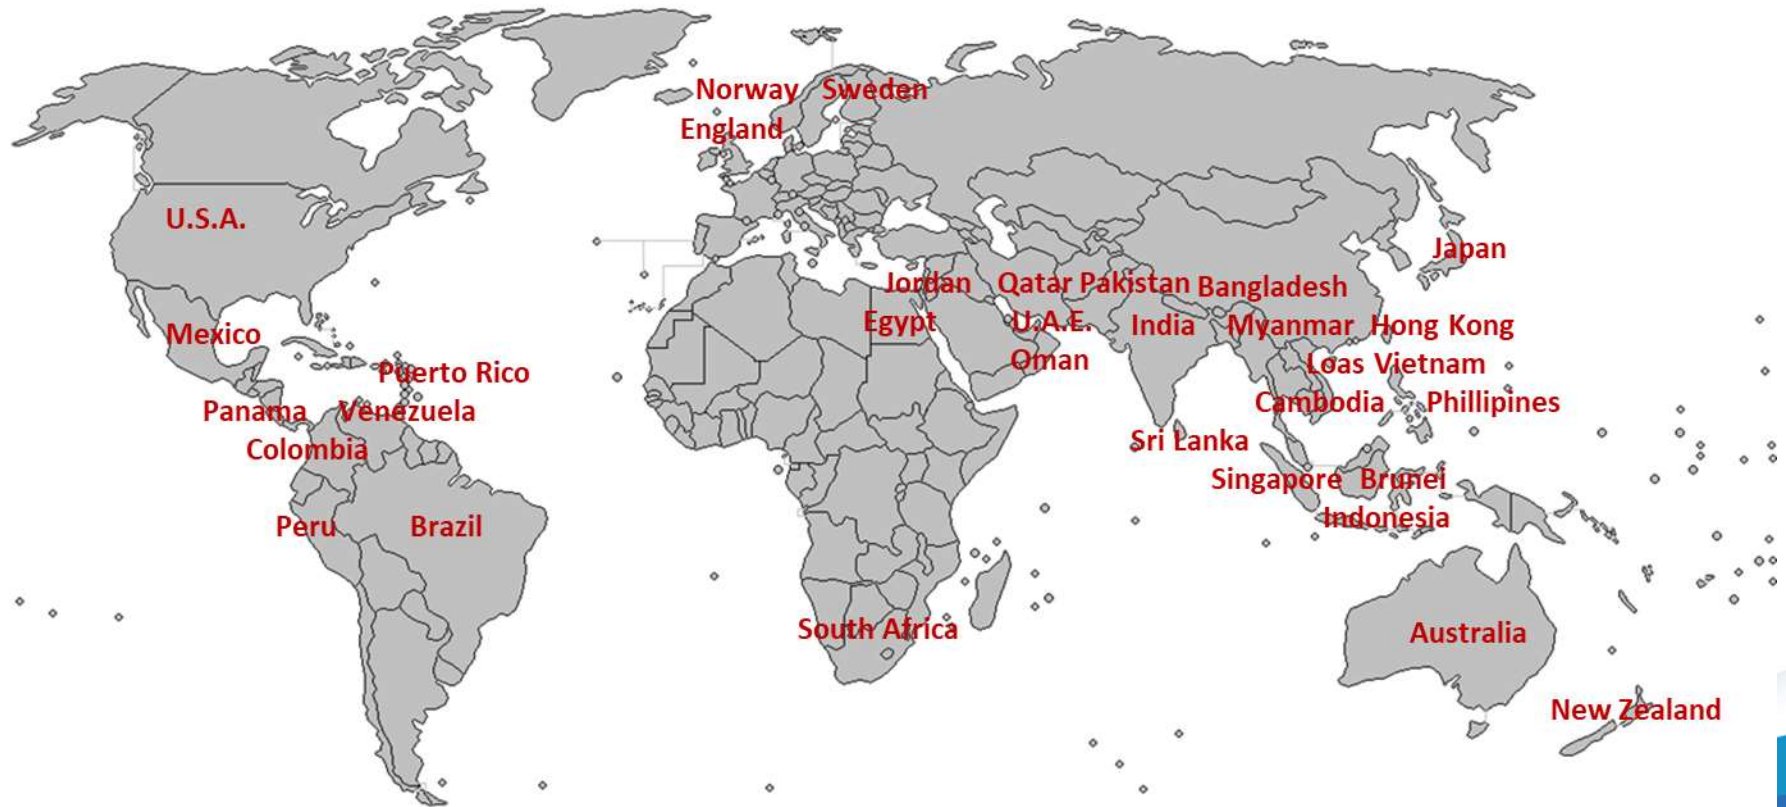 Norway Sweden
England
U.S.A.
Japan
Jordan Qatar Pakistan Bangladesh
Mexico Egypt U.A.E. India Myanmar Hong Kong
Oman Loas Vietnam
Puerto Rico
Panama Venezuela Cambodia Phillipines
Colombia Sri Lanka
Singapore Brunei
Peru Brazil Indonesia
South Africa Australia
New Zealand